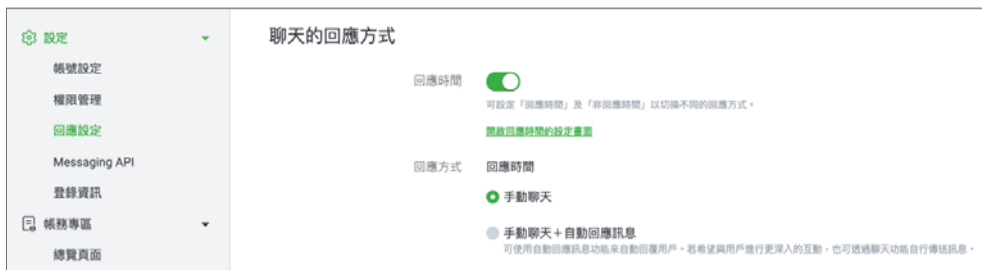 設定
帳號設定
權限管理
回應設定
Messaging API
登錄資訊
帳務專區
總覽頁面
聊天的回應方式
回應時間
可設定「回應時間」及「非回應時間」以切換不同的回應方式。
開啟回應時間的設定畫面
回應方式
回應時間
手動聊天
手動聊天+自動回應訊息
可使用自動回應訊息功能來自動回覆用戶。若希望與用戶進行更深入的互動,也可透過聊天功能自行傳送訊息。